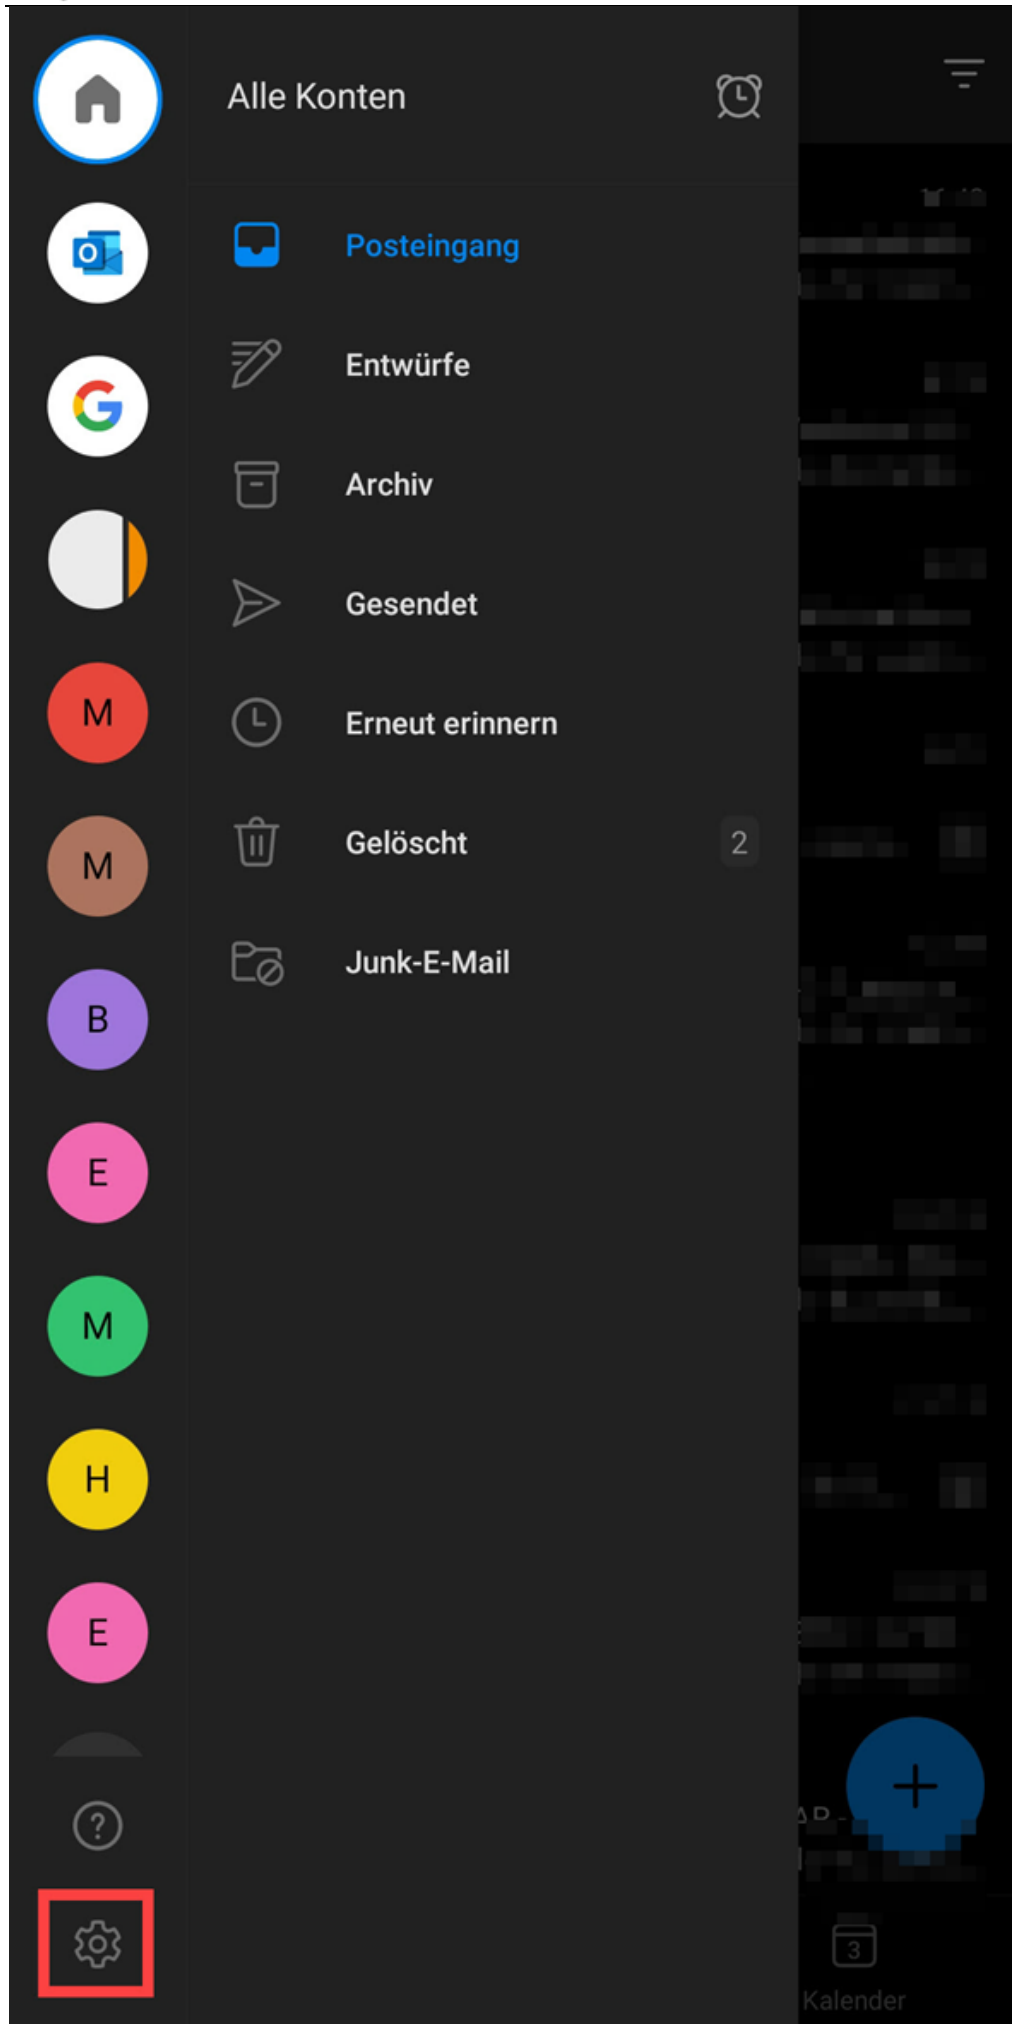 Alle Konten
Posteingang
Entwürfe
Archiv
Gesendet
Erneut erinnern
Gelöscht 2
Junk-E-Mail
O
G
M
M
B
E
M
H
E
?
3
Kalender